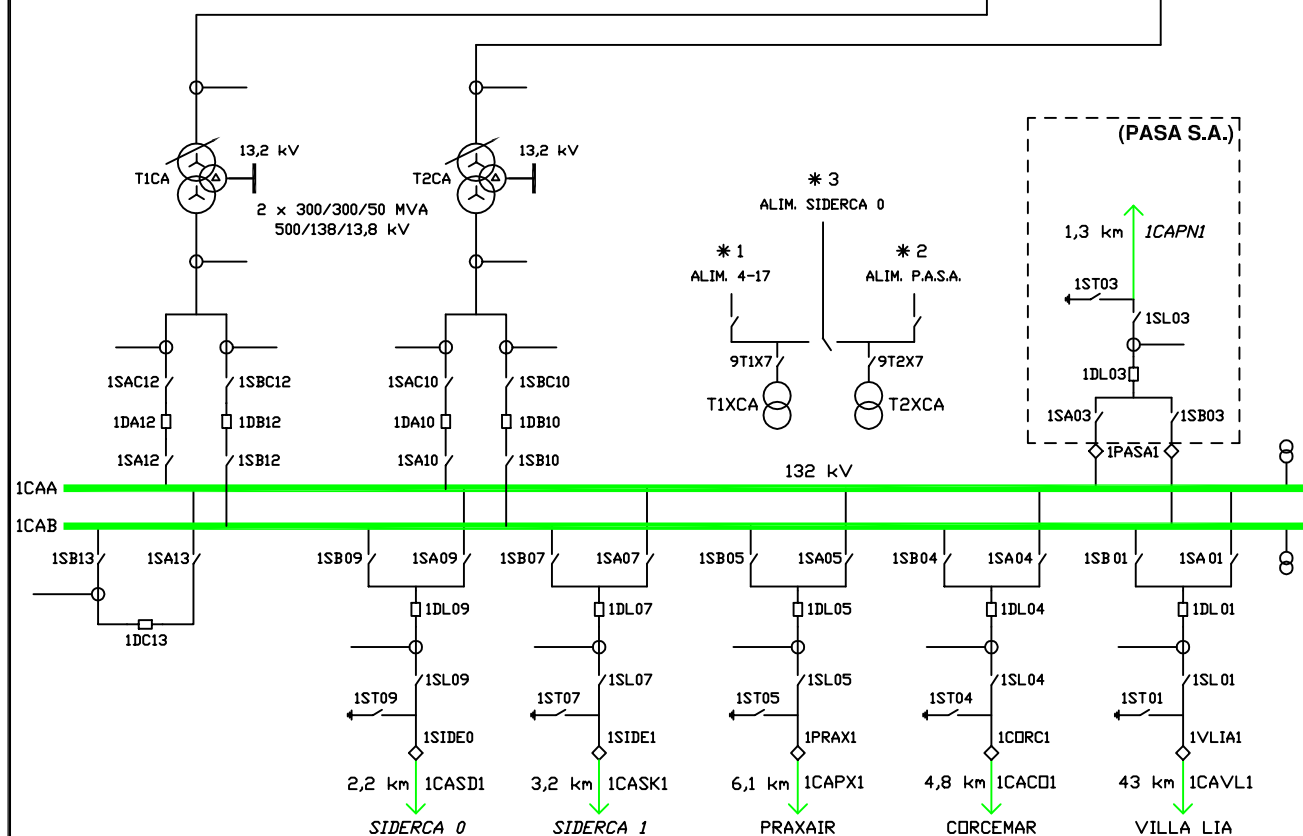 (PASA S.A.)
13,2 kV
13,2 kV
T1CA
T2CA
2 x 300/300/50 MVA
500/138/13,8 kV
* 3
ALIM. SIDERCA 0
* 1
* 2
ALIM. 4-17
ALIM. P.A.S.A.
1,3 km
1CAPN1
1ST03
1SL03
9T1X7
9T2X7
1DL03
1SAC12
1SBC12
1SAC10
1SBC10
T1XCA
T2XCA
1SA03
1SB03
1DA12
1DB12
1DA10
1DB10
1SA12
1SB12
1SA10
1SB10
1PASA1
132 kV
1CAA
1CAB
1SB13
1SA13
1SB09
1SA09
1SB07
1SA07
1SB05
1SA05
1SB04
1SA04
1SB01
1SA01
1DC13
1DL09
1DL07
1DL05
1DL04
1DL01
1SL09
1SL07
1SL05
1SL04
1SL01
1ST09
1ST07
1ST05
1ST04
1ST01
1SIDE0
1SIDE1
1PRAX1
1CORC1
1VLIA1
2,2 km
1CASD1
3,2 km
1CASK1
6,1 km
1CAPX1
4,8 km
1CACO1
43 km
1CAVL1
SIDERCA 0
SIDERCA 1
PRAXAIR
CORCEMAR
VILLA LIA